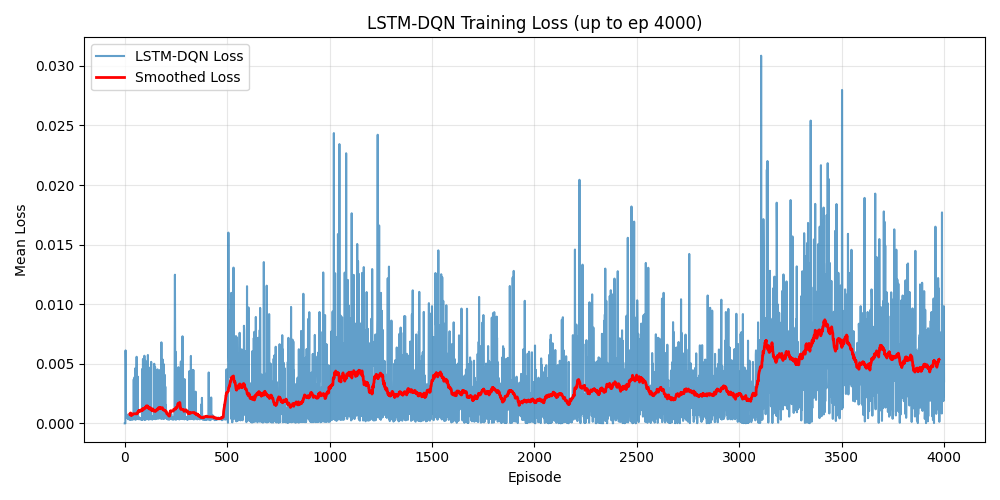 LSTM-DQN Training Loss (up to ep 4000)
LSTM-DQN Loss
Smoothed Loss
Mean Loss
0.030
0.025
0.020
0.015
0.010
0.005
0.000
0 500 1000 1500 2000 2500 3000 3500 4000
Episode